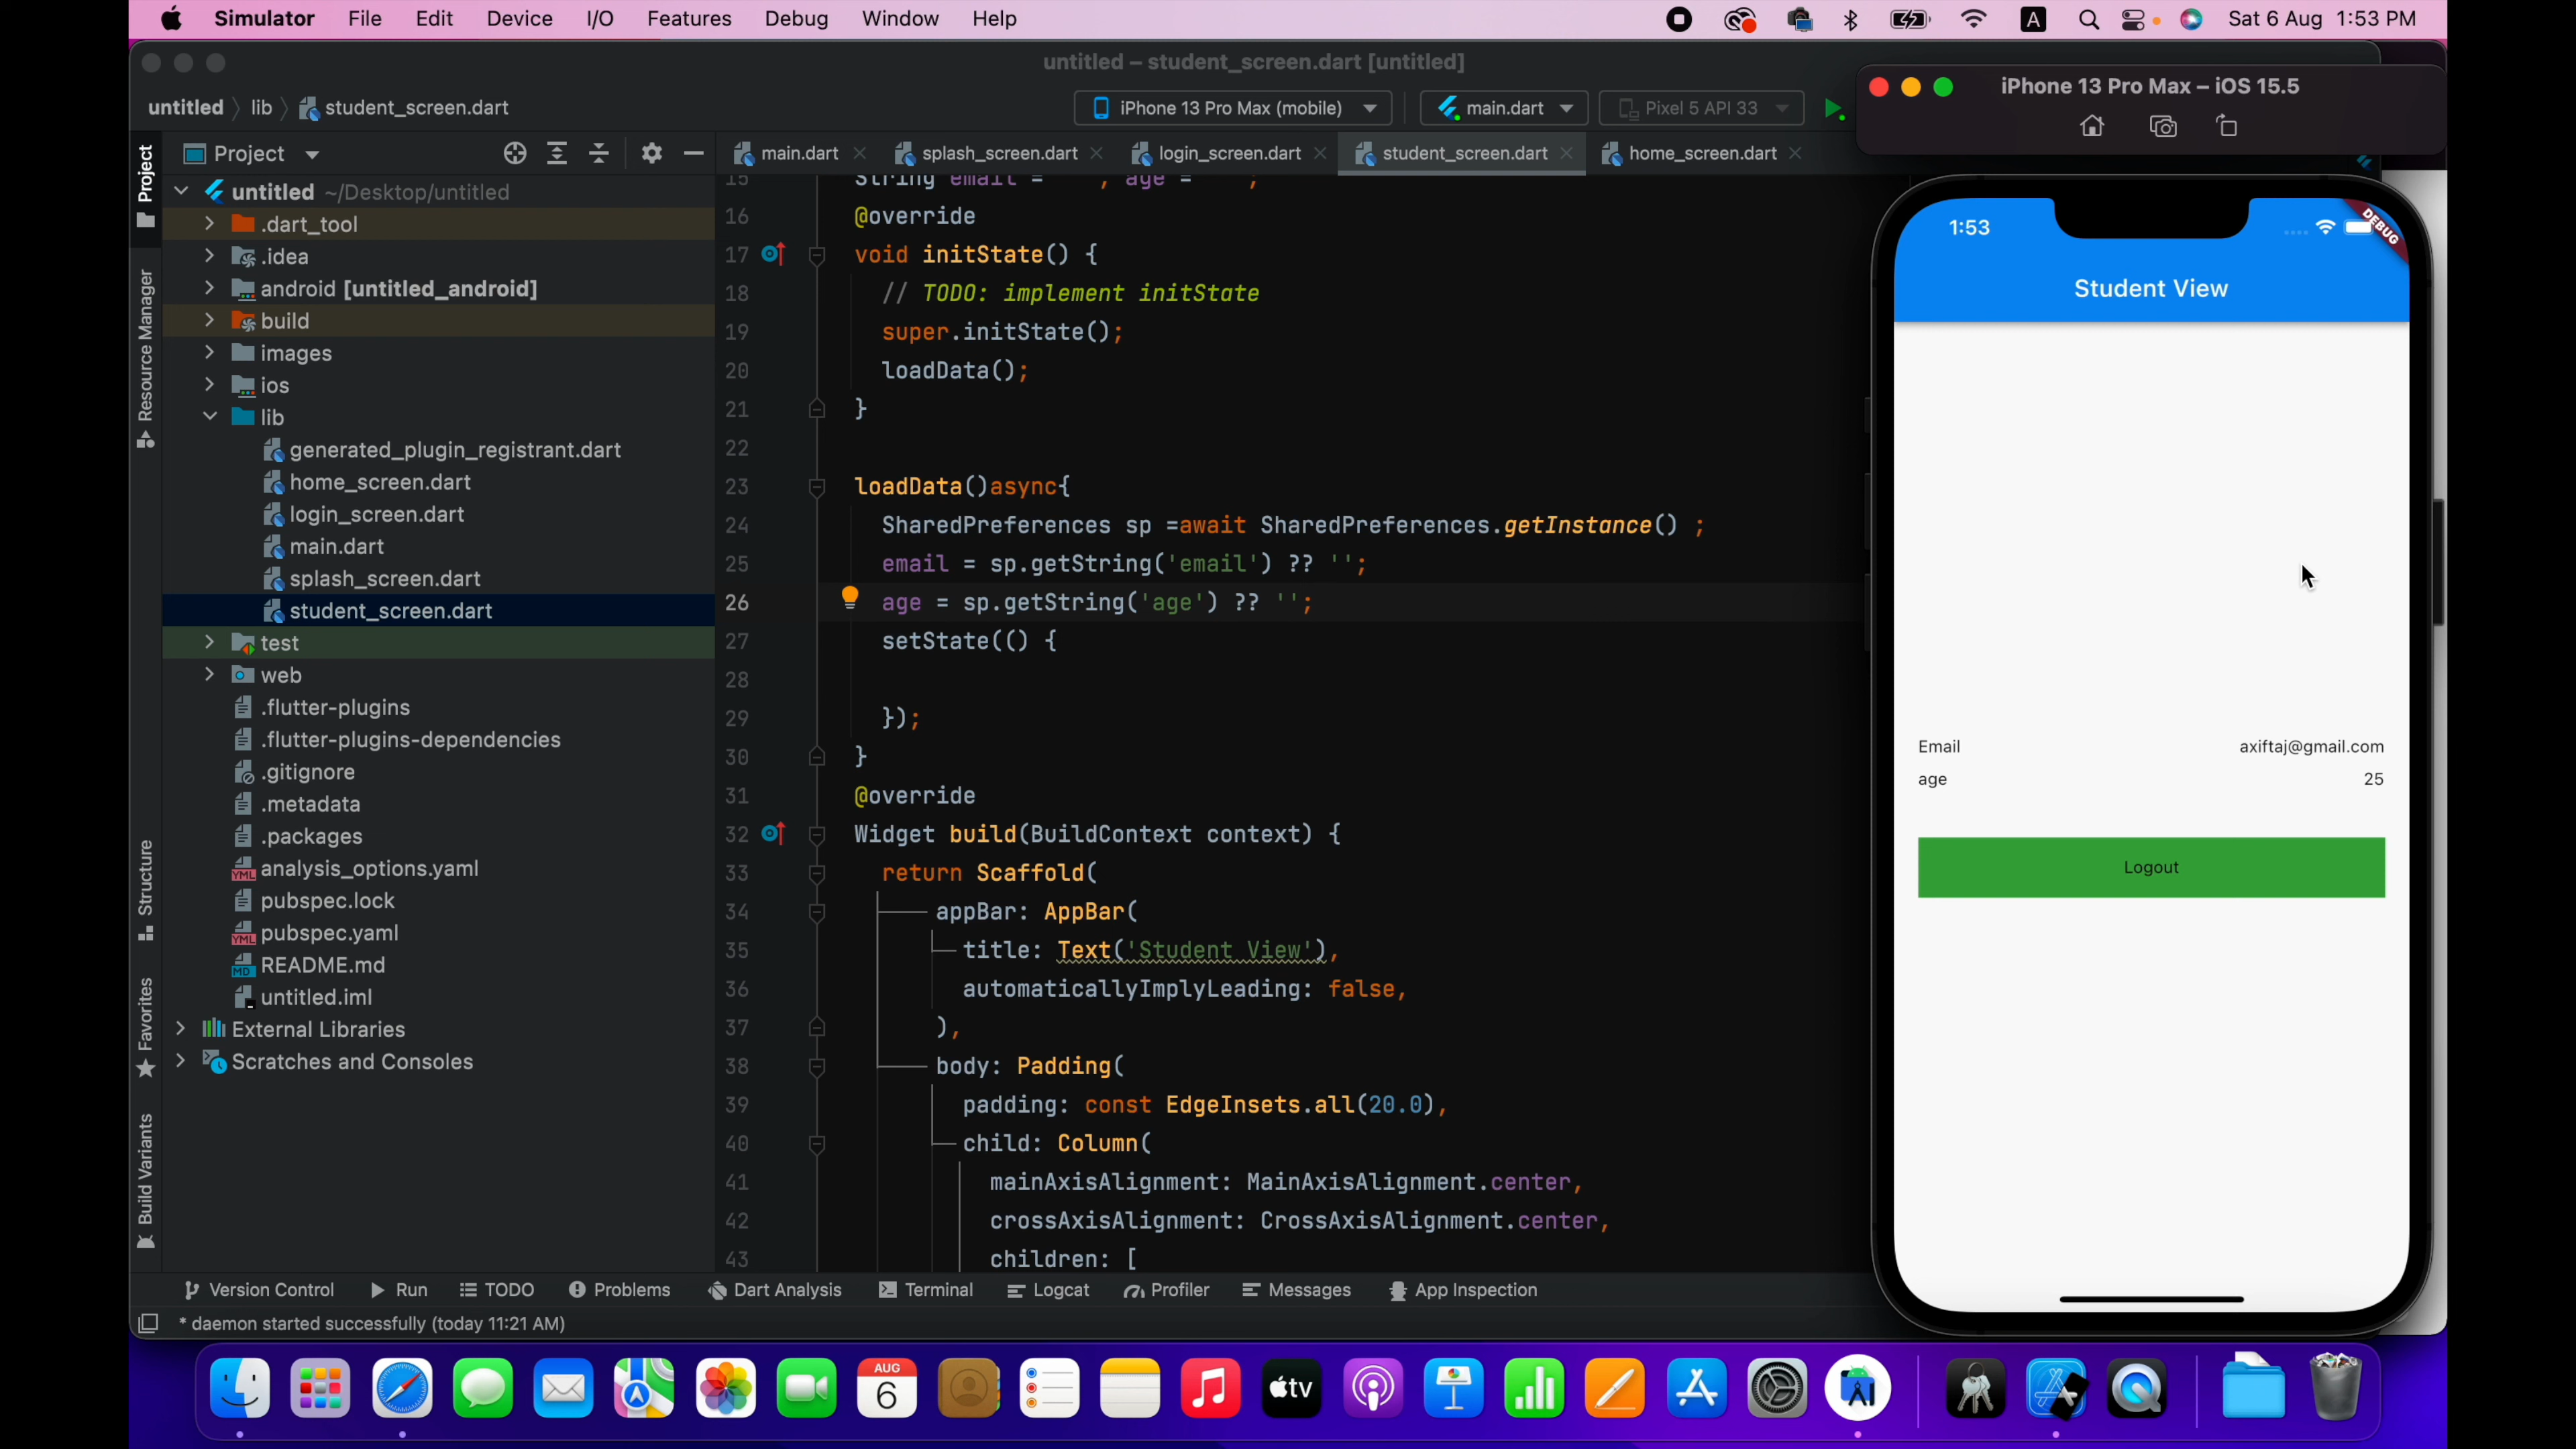 Simulator File Edit Device I/O Features Debug Window Help A Sat 6 Aug 1:53 PM
untitled – student_screen.dart [untitled]
untitled lib student_screen.dart iPhone 13 Pro Max (mobile) main.dart Pixel 5 API 33
Project main.dart splash_screen.dart login_screen.dart student_screen.dart home_screen.dart
Project
Resource Manager
Structure
Favorites
Build Variants
untitled ~/Desktop/untitled
.dart_tool
.idea
android [untitled_android]
build
images
ios
lib
generated_plugin_registrant.dart
home_screen.dart
login_screen.dart
main.dart
splash_screen.dart
student_screen.dart
test
web
.flutter-plugins
.flutter-plugins-dependencies
.gitignore
.metadata
.packages
analysis_options.yaml
pubspec.lock
pubspec.yaml
README.md
untitled.iml
External Libraries
Scratches and Consoles
15 String email = '' , age = '' ;
16 @override
17 void initState() {
18 // TODO: implement initState
19 super.initState();
20 loadData();
21 }
22
23 loadData()async{
24 SharedPreferences sp =await SharedPreferences.getInstance() ;
25 email = sp.getString('email') ?? '';
26 age = sp.getString('age') ?? '';
27 setState(() {
28
29 });
30 }
31 @override
32 Widget build(BuildContext context) {
33 return Scaffold(
34 appBar: AppBar(
35 title: Text('Student View'),
36 automaticallyImplyLeading: false,
37 ),
38 body: Padding(
39 padding: const EdgeInsets.all(20.0),
40 child: Column(
41 mainAxisAlignment: MainAxisAlignment.center,
42 crossAxisAlignment: CrossAxisAlignment.center,
43 children: [
Version Control Run TODO Problems Dart Analysis Terminal Logcat Profiler Messages App Inspection
* daemon started successfully (today 11:21 AM)
iPhone 13 Pro Max – iOS 15.5
1:53
DEBUG
Student View
Email axiftaj@gmail.com
age 25
Logout
AUG
6
tv